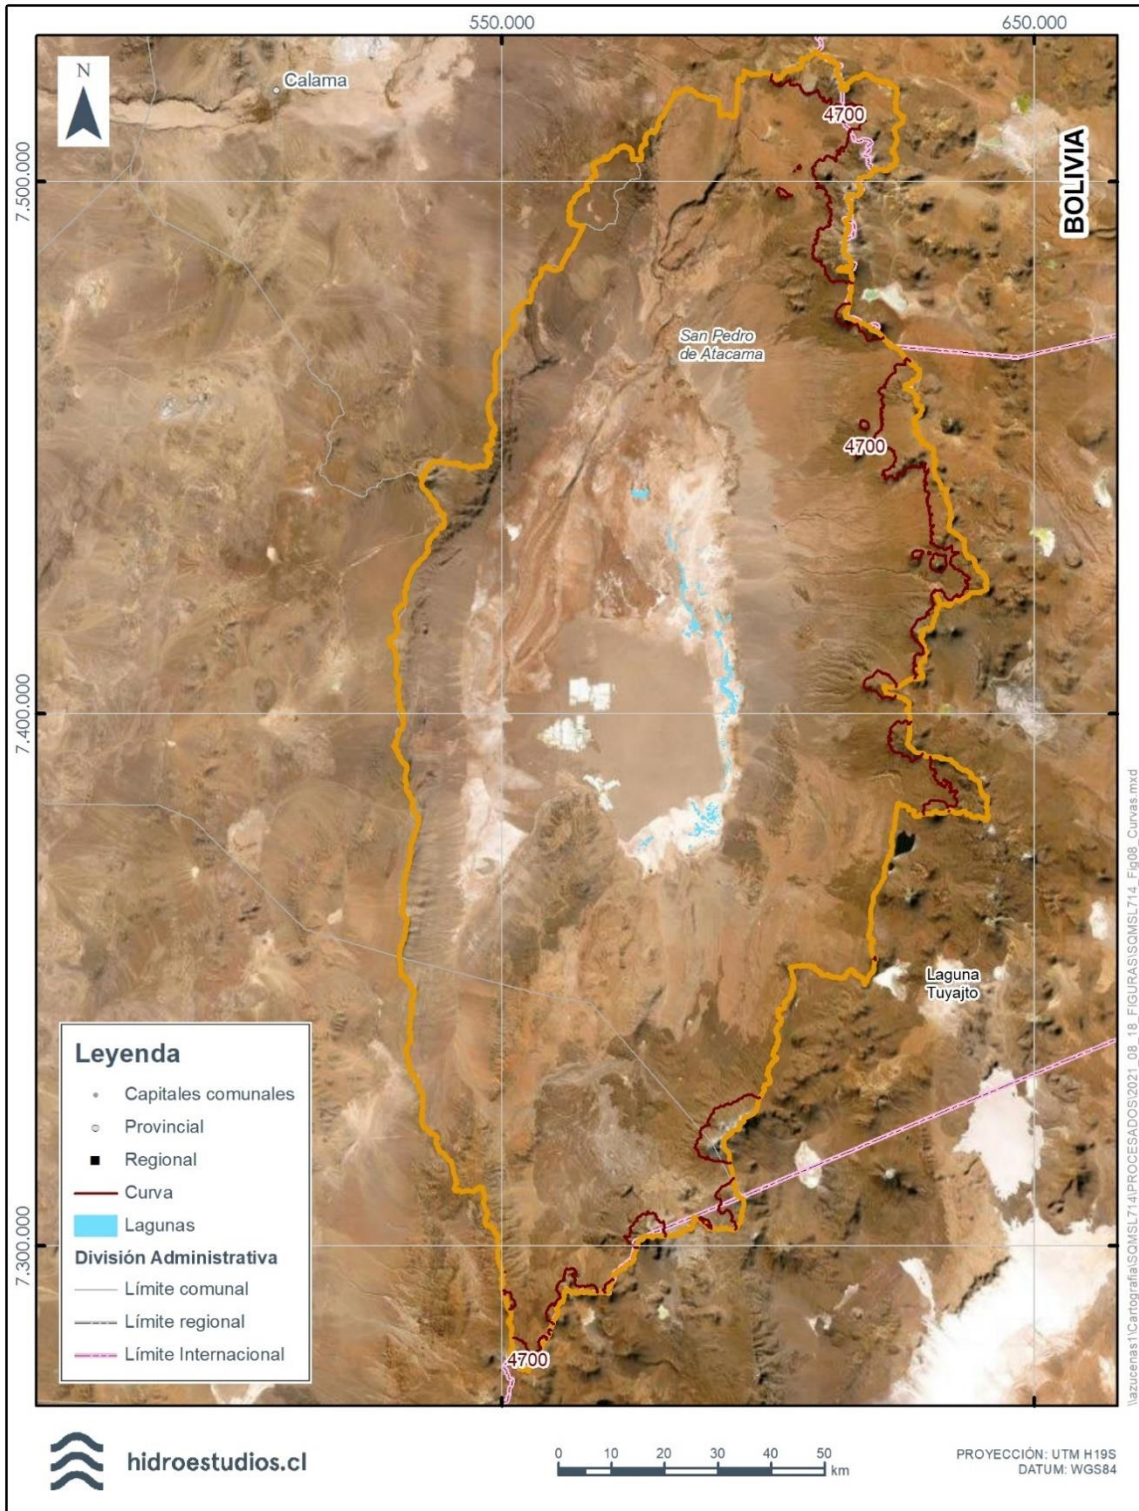 550.000
650.000
N
Calama
4700
7.500.000
BOLIVIA
San Pedro
de Atacama
4700
7.400.000
Laguna
Tuyajto
Leyenda
Capitales comunales
Provincial
Regional
Curva
Lagunas
División Administrativa
Límite comunal
Límite regional
Límite Internacional
7.300.000
4700
\\azucenas1\Cartografia\SQMSL714\PROCESADOS\2021_08_18_FIGURAS\SQMSL714_Fig08_Curvas.mxd
hidroestudios.cl
0 10 20 30 40 50
km
PROYECCIÓN: UTM H19S
DATUM: WGS84